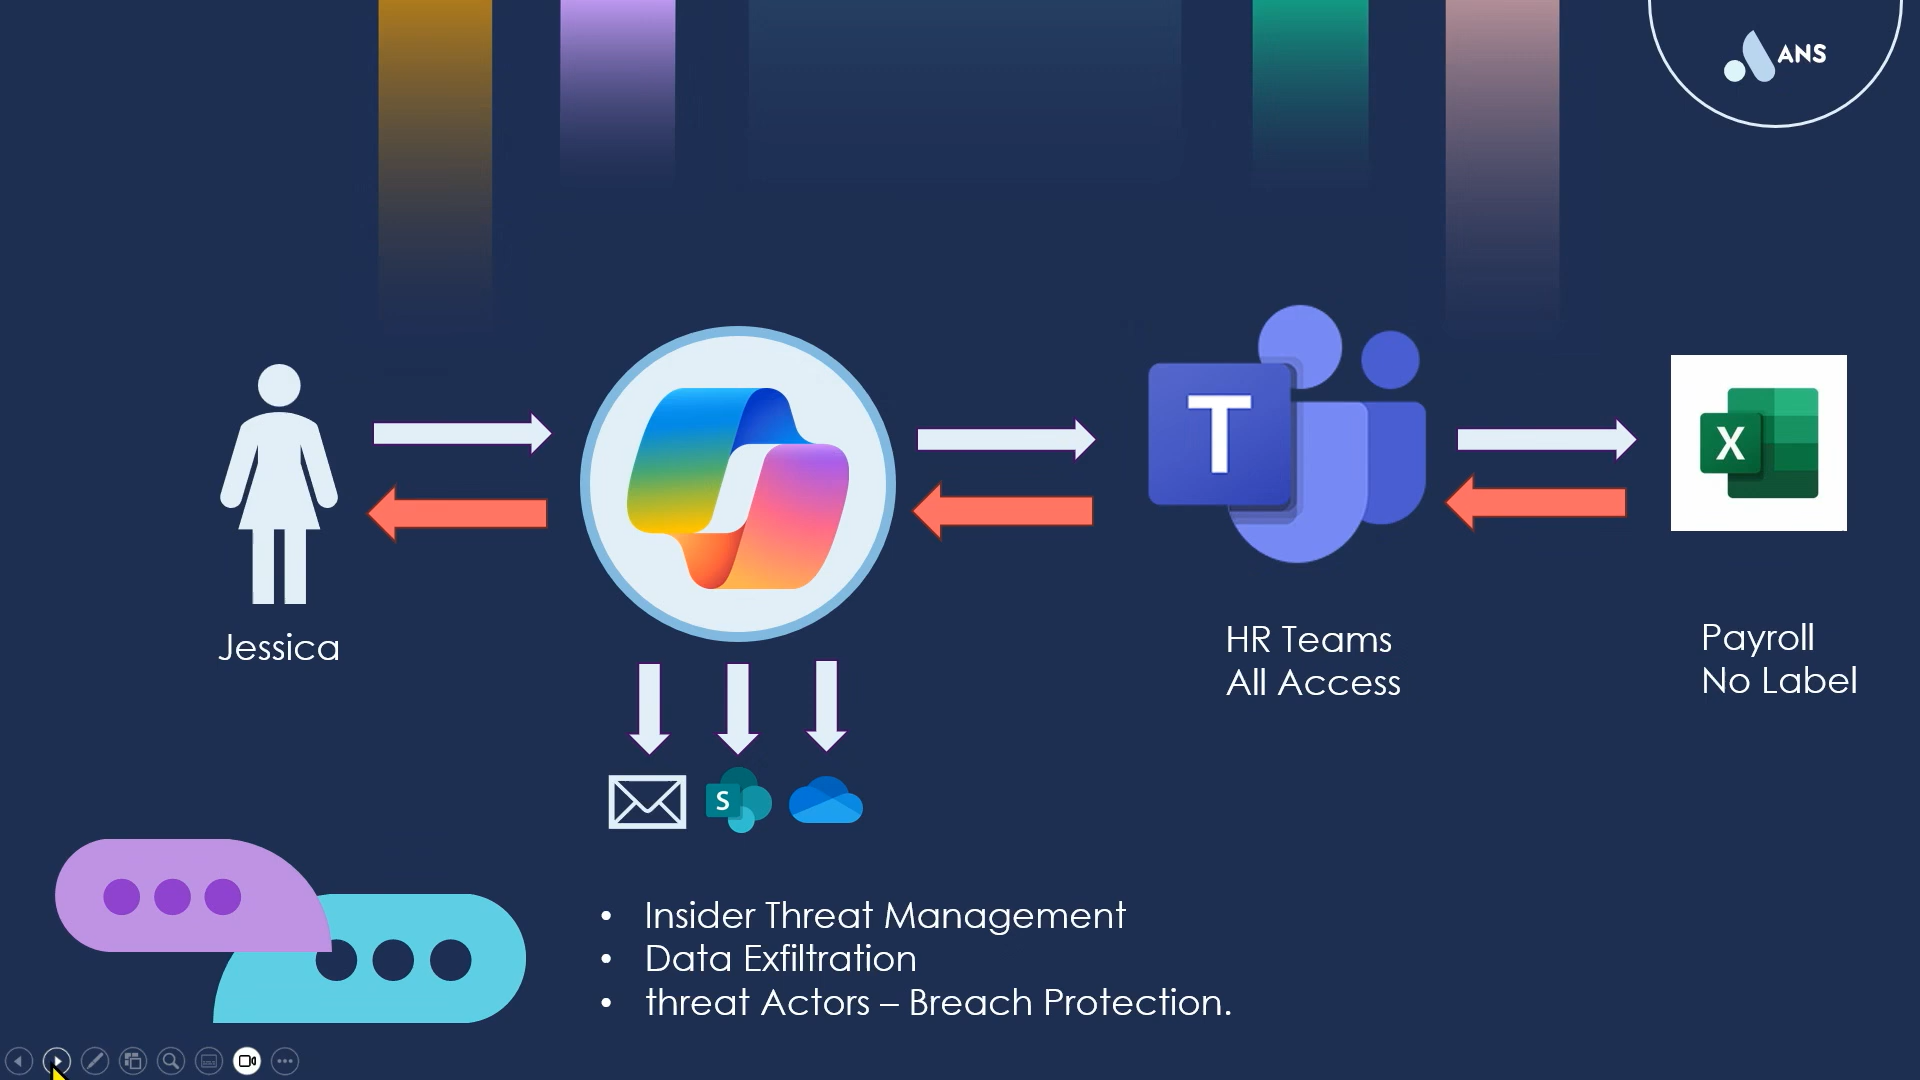 ANS
T
X
Jessica
HR Teams
All Access
Payroll
No Label
S
• Insider Threat Management
• Data Exfiltration
• threat Actors – Breach Protection.